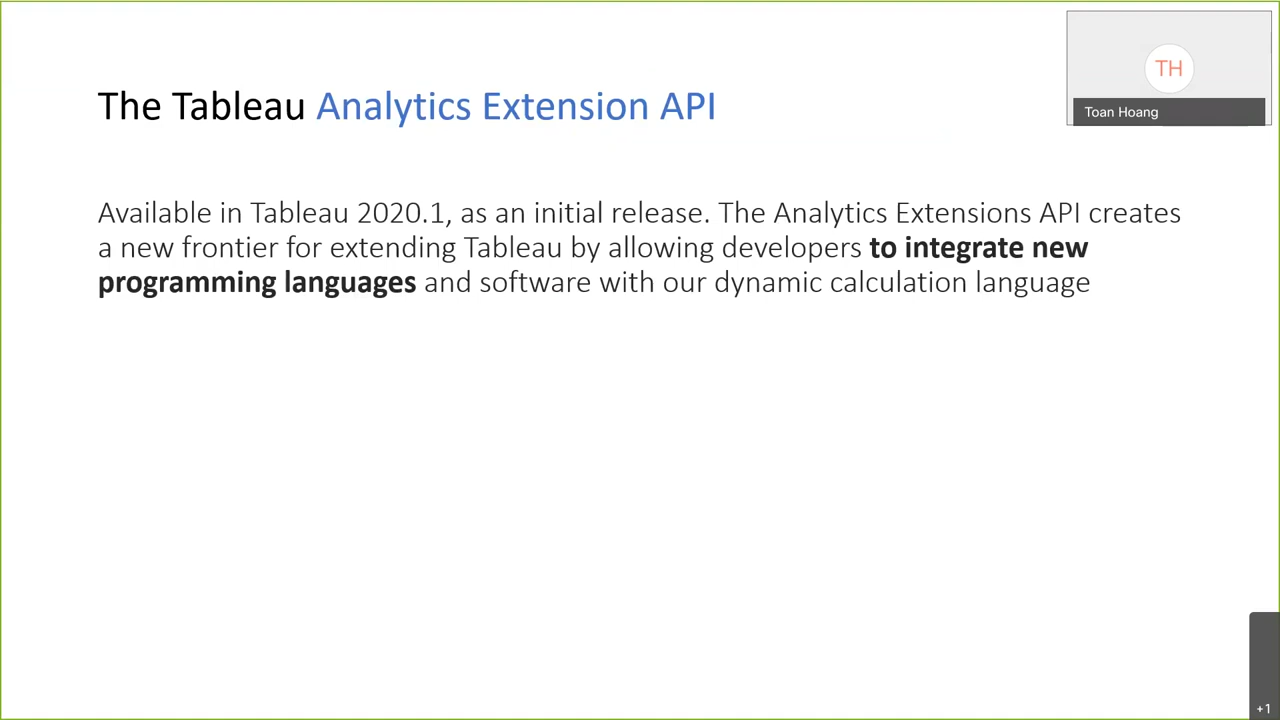 The Tableau Analytics Extension API
TH
Toan Hoang
Available in Tableau 2020.1, as an initial release. The Analytics Extensions API creates
a new frontier for extending Tableau by allowing developers to integrate new
programming languages and software with our dynamic calculation language
+1